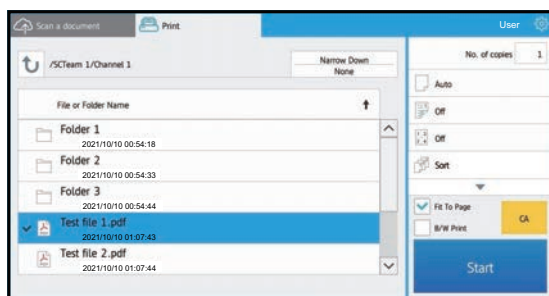 Scan a document
Print
User
/SCTeam 1/Channel 1
Narrow Down
None
File or Folder Name
Folder 1
2021/10/10 00:54:18
Folder 2
2021/10/10 00:54:33
Folder 3
2021/10/10 00:54:44
Test file 1.pdf
2021/10/10 01:07:43
Test file 2.pdf
2021/10/10 01:07:44
No. of copies 1
Auto
Off
Off
Sort
Fit To Page
B/W Print
CA
Start